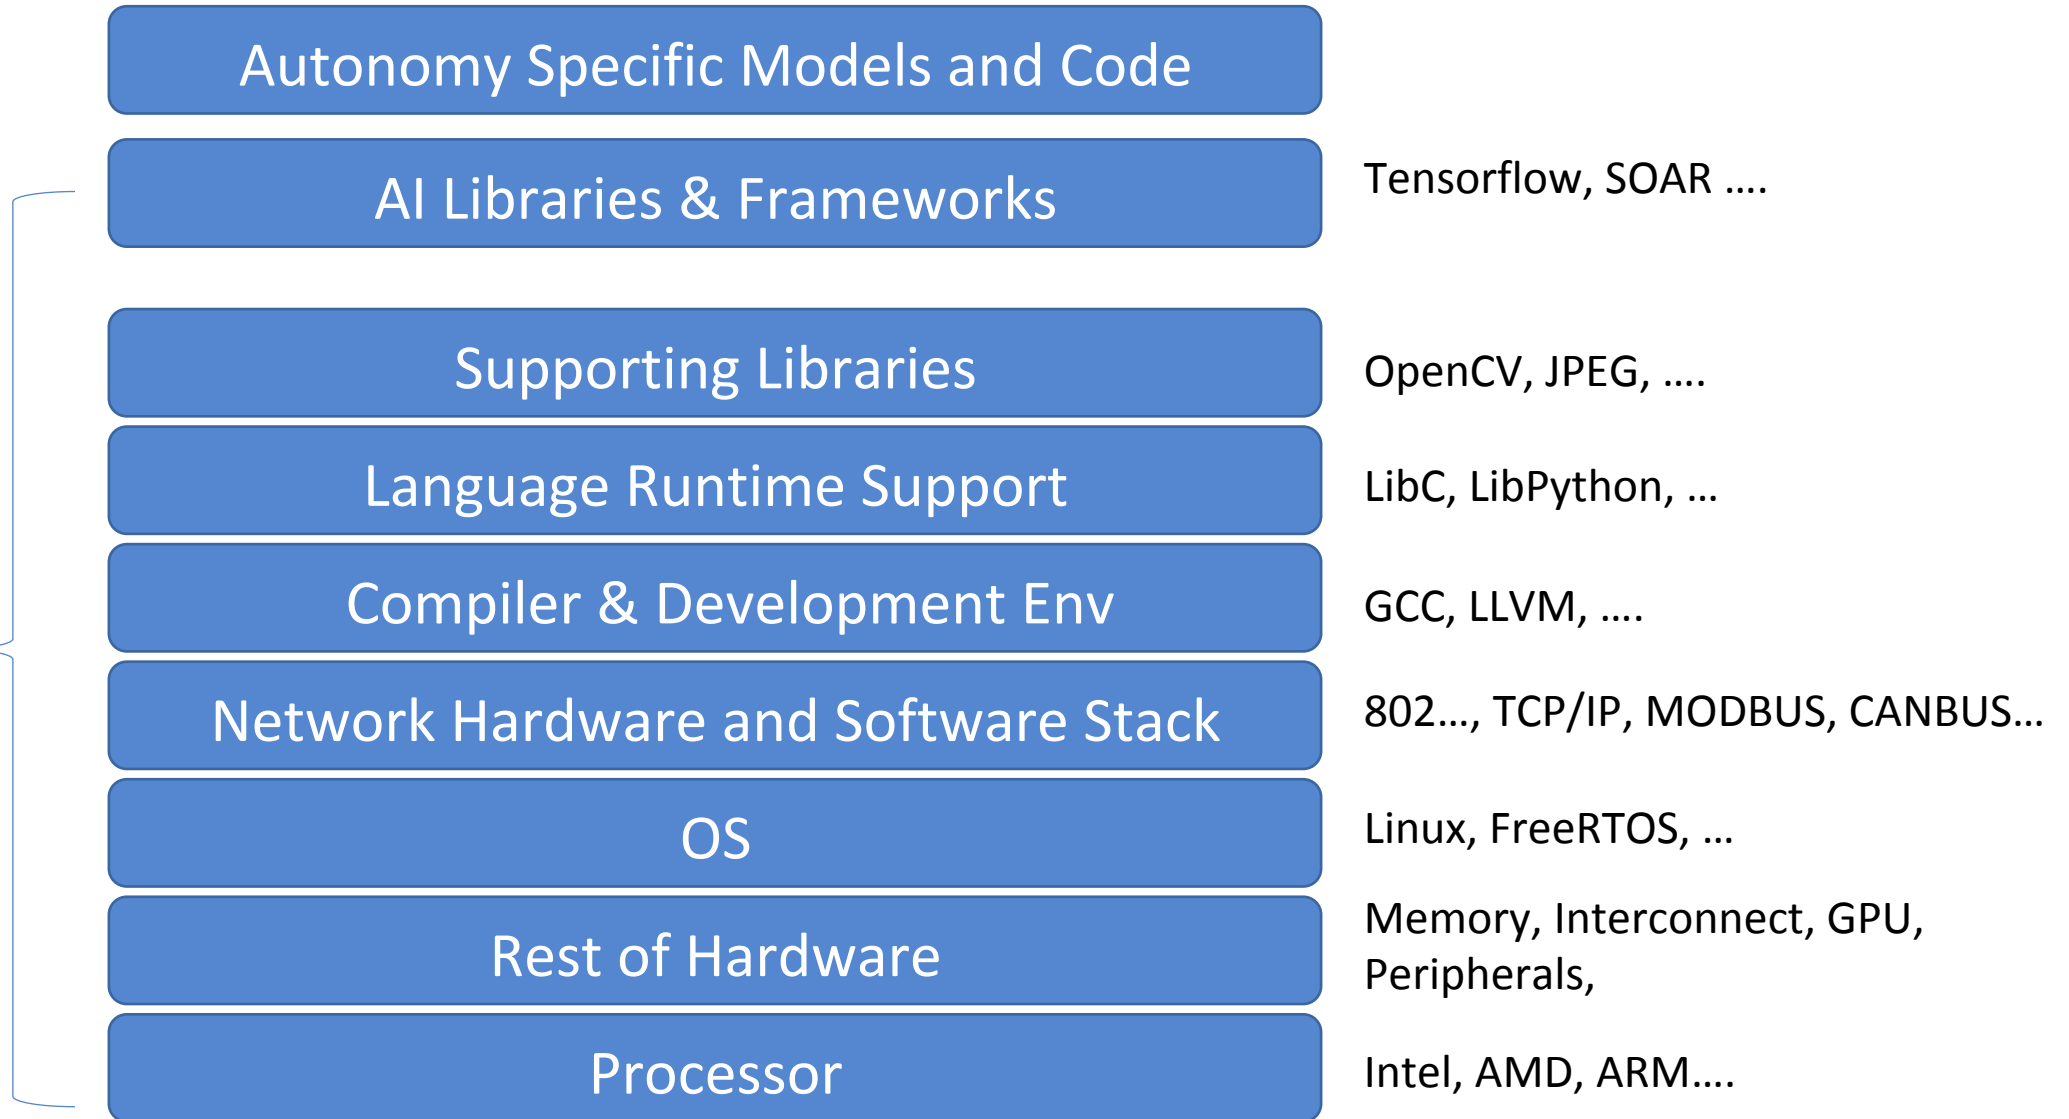 Autonomy Specific Models and Code
AI Libraries & Frameworks
Tensorflow, SOAR ....
Supporting Libraries
OpenCV, JPEG, ....
Language Runtime Support
LibC, LibPython, ...
Compiler & Development Env
GCC, LLVM, ....
Network Hardware and Software Stack
802..., TCP/IP, MODBUS, CANBUS...
OS
Linux, FreeRTOS, ...
Rest of Hardware
Memory, Interconnect, GPU,
Peripherals,
Processor
Intel, AMD, ARM....